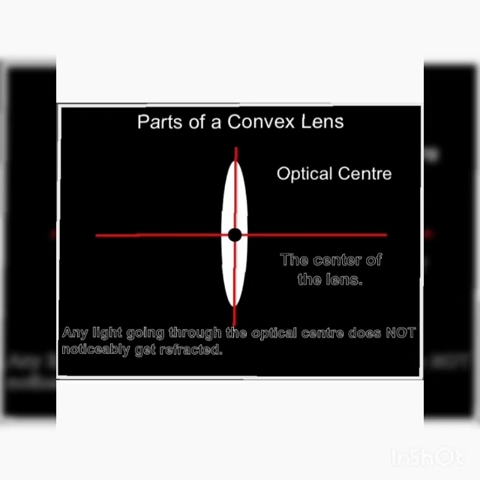 Parts of a Convex Lens
Optical Centre
The center of
the lens.
Any light going through the optical centre does NOT
noticeably get refracted.
InShOt